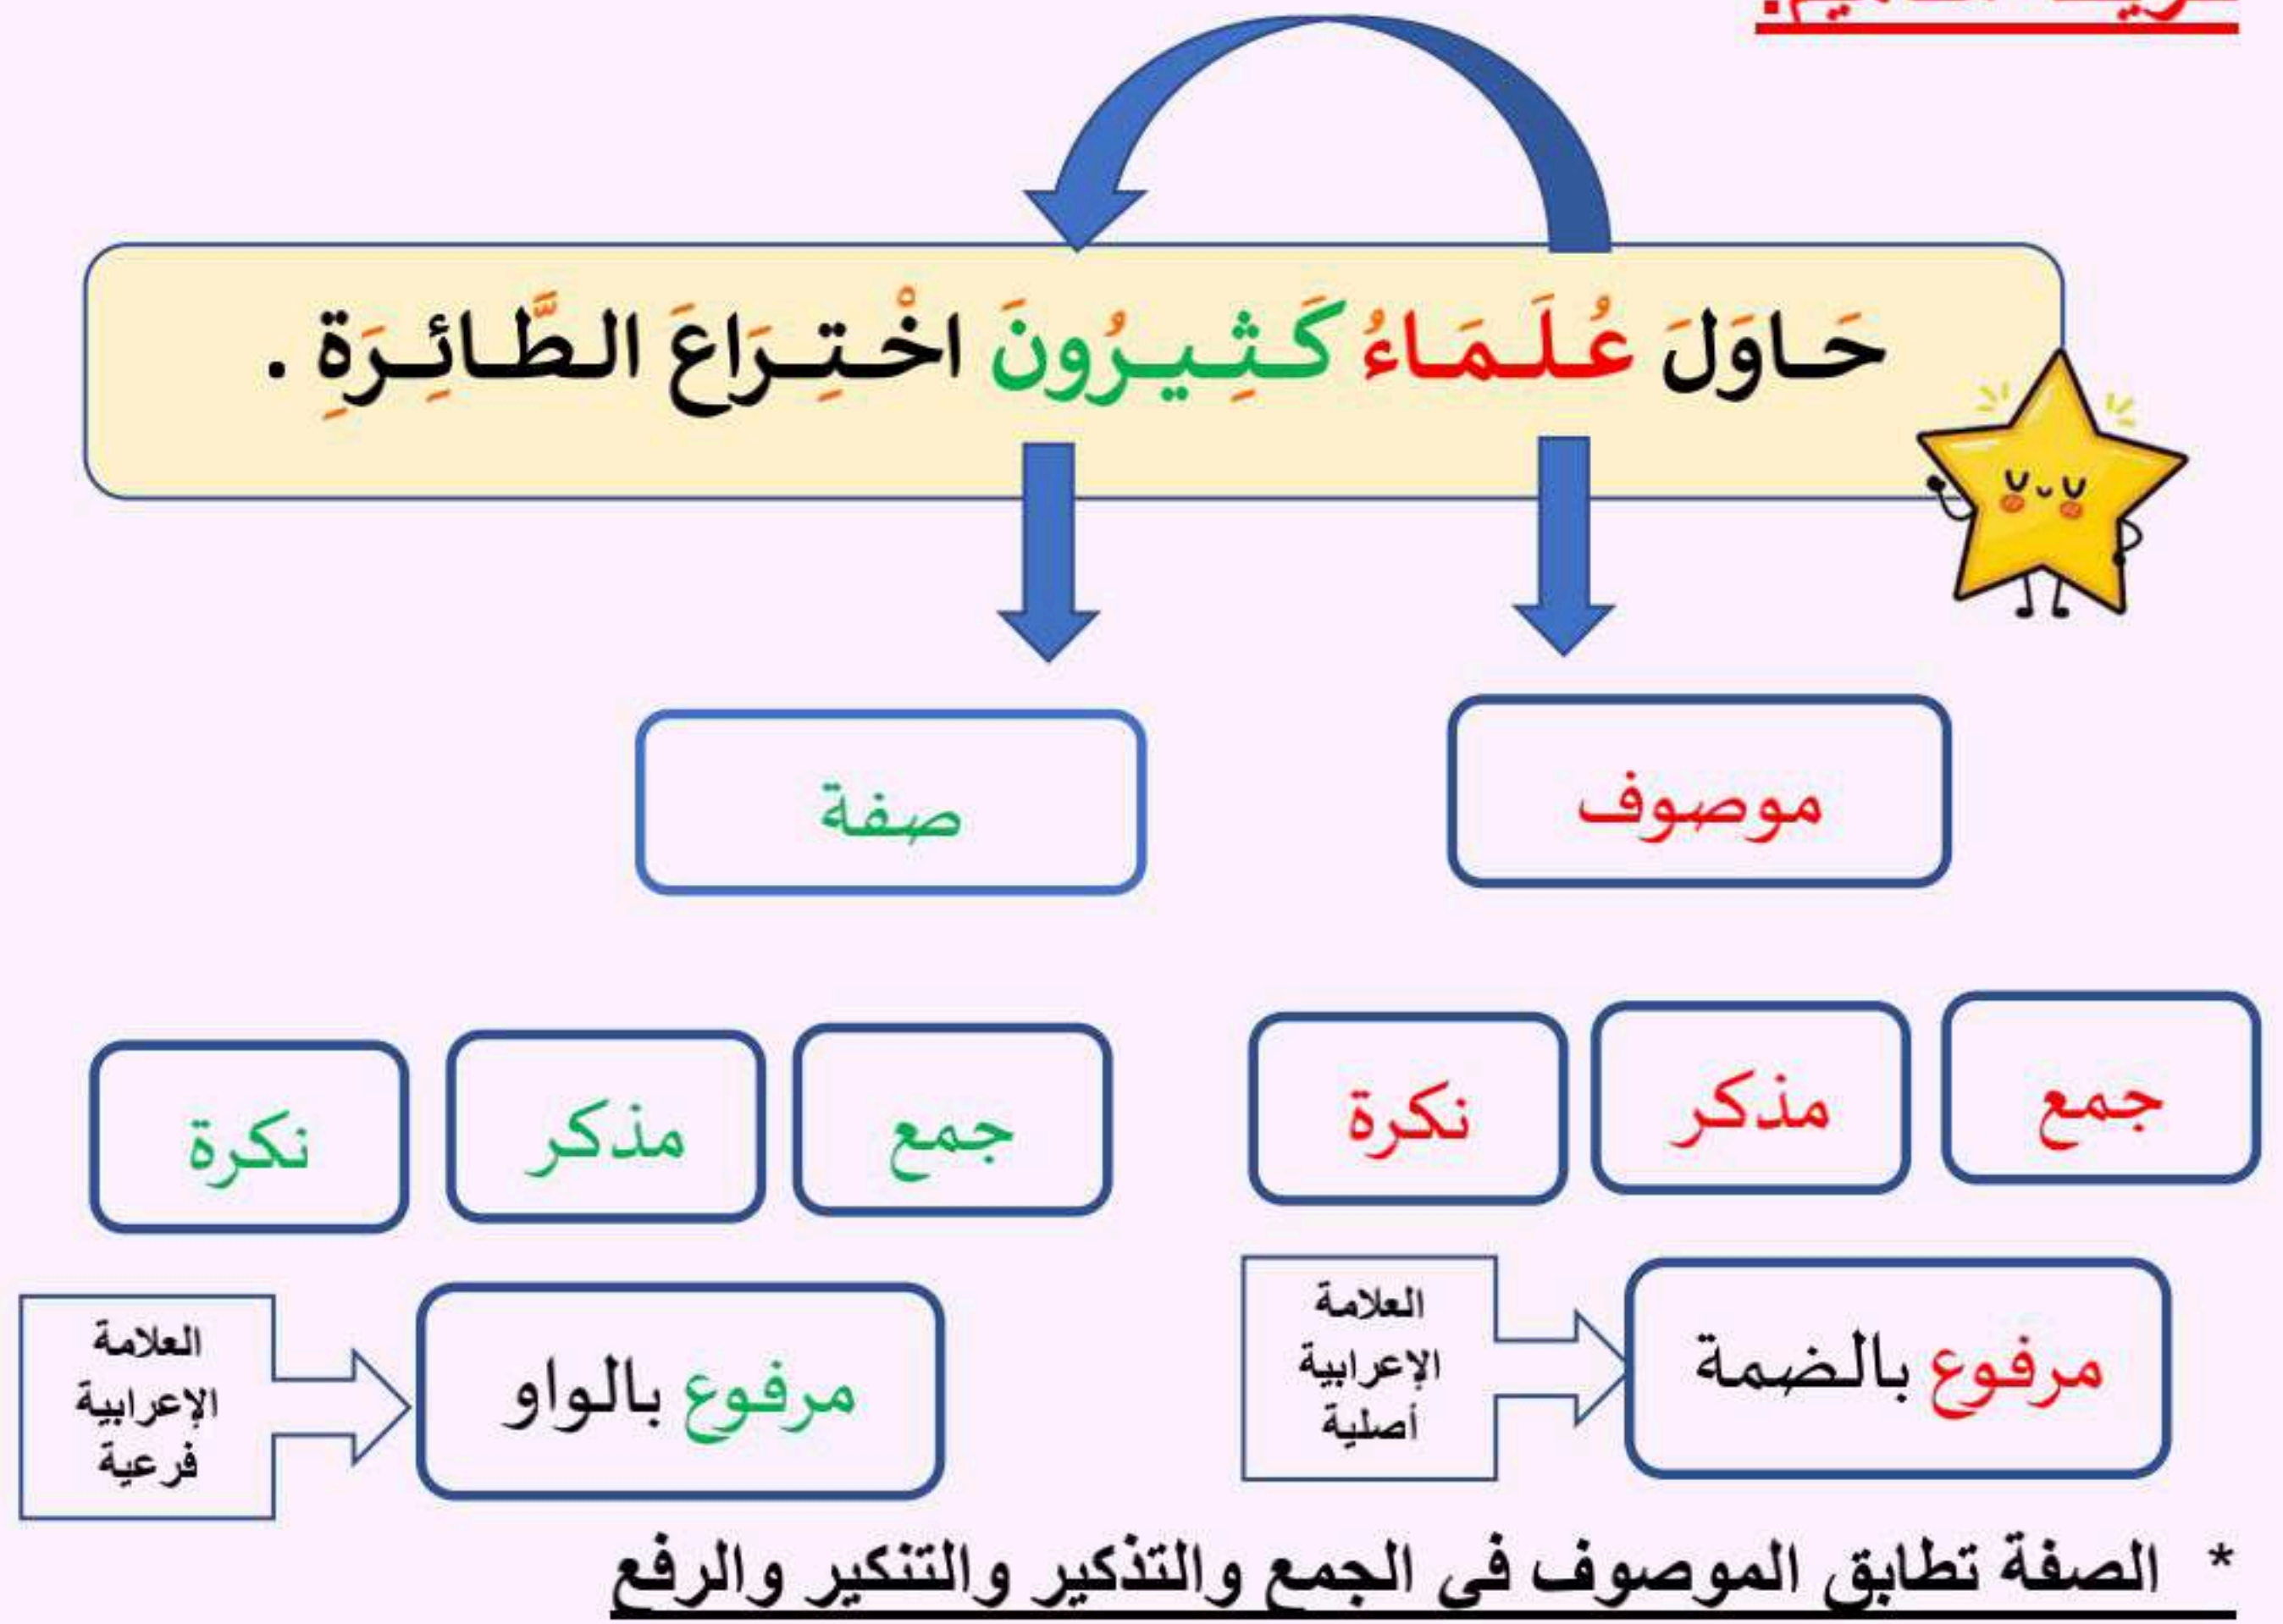 حَاوَلَ عُلَمَاءُ كَثِيرُونَ اخْتِرَاعَ الطَّائِرَةِ .
موصوف
صفة
جمع
مذكر
نكرة
جمع
مذكر
نكرة
مرفوع بالضمة
العلامة
الإعرابية
أصلية
مرفوع بالواو
العلامة
الإعرابية
فرعية
* الصفة تطابق الموصوف فى الجمع والتذكير والتنكير والرفع